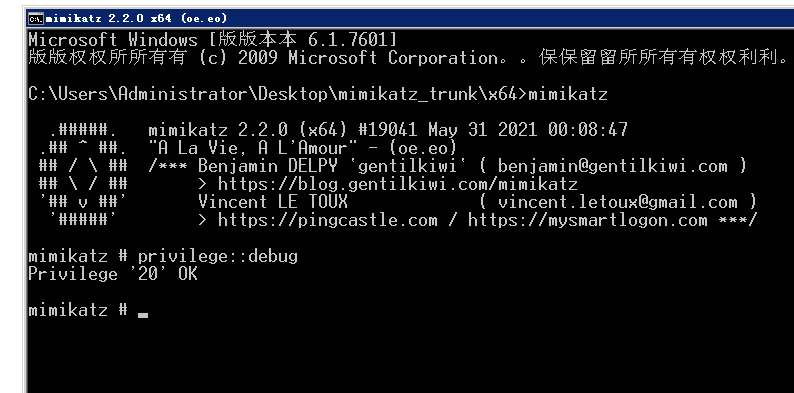 mimikatz 2.2.0 x64 (oe.eo)
Microsoft Windows [版版本本 6.1.7601]
版版权权所所有有 (c) 2009 Microsoft Corporation。。保保留留所所有有权权利利。
C:\Users\Administrator\Desktop\mimikatz_trunk\x64>mimikatz
.#####. mimikatz 2.2.0 (x64) #19041 May 31 2021 00:08:47
.## ^ ##. "A La Vie, A L'Amour" - (oe.eo)
## / \ ## /*** Benjamin DELPY `gentilkiwi` ( benjamin@gentilkiwi.com )
## \ / ## > https://blog.gentilkiwi.com/mimikatz
'## v ##' Vincent LE TOUX ( vincent.letoux@gmail.com )
'#####' > https://pingcastle.com / https://mysmartlogon.com ***/
mimikatz # privilege::debug
Privilege '20' OK
mimikatz # _